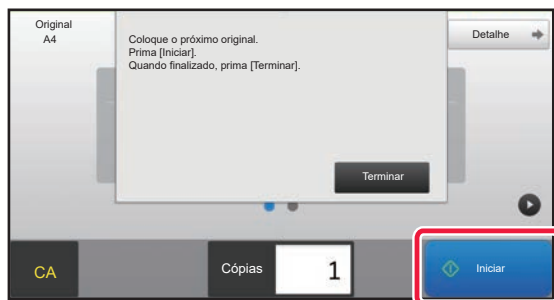 Original
A4
Coloque o próximo original.
Prima [Iniciar].
Quando finalizado, prima [Terminar].
Detalhe
Terminar
CA
Cópias
1
Iniciar